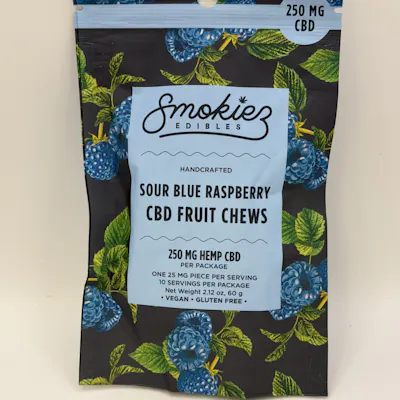 250 MG
CBD
Smokiez
EDIBLES
HANDCRAFTED
SOUR BLUE RASPBERRY
CBD FRUIT CHEWS
250 MG HEMP CBD
PER PACKAGE
ONE 25 MG PIECE PER SERVING
10 SERVINGS PER PACKAGE
Net Weight 2.12 oz, 60 g
• VEGAN • GLUTEN FREE •